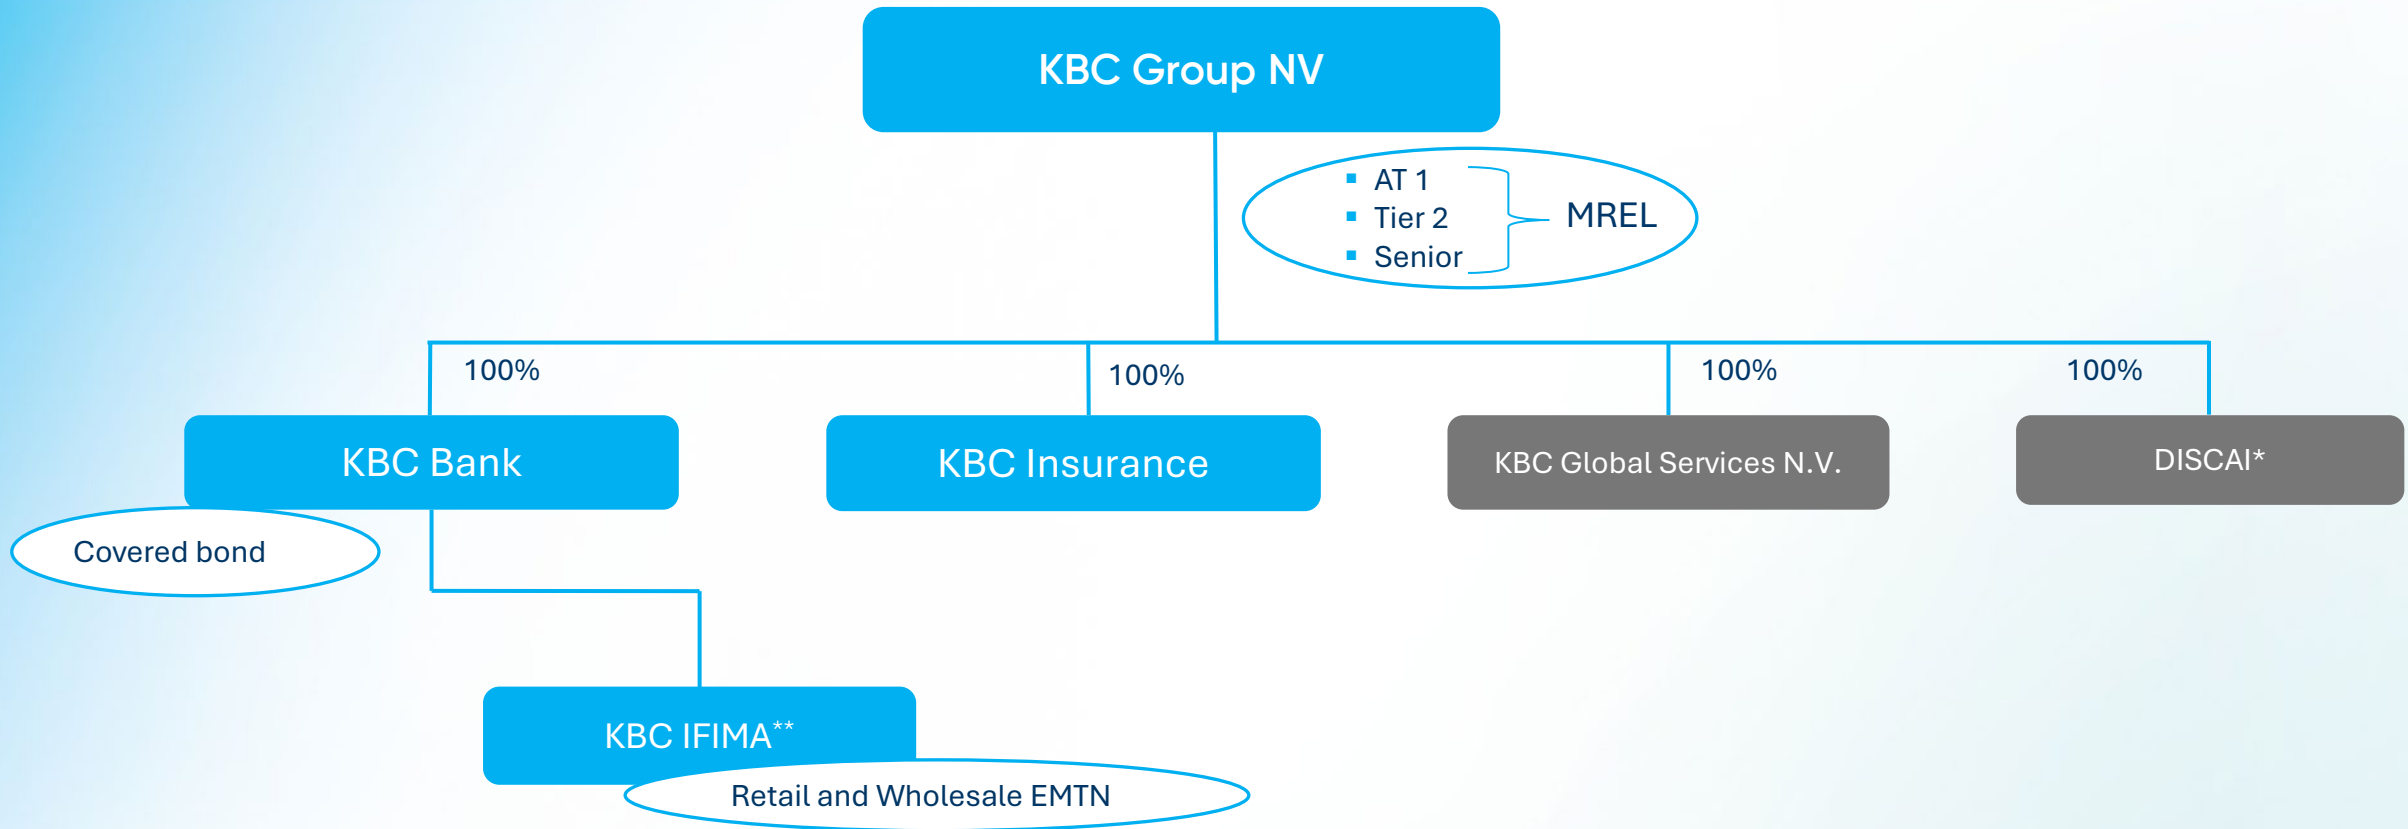 KBC Group NV
▪ AT 1
▪ Tier 2
▪ Senior
MREL
100%
100%
100%
100%
KBC Bank
KBC Insurance
KBC Global Services N.V.
DISCAI*
Covered bond
KBC IFIMA**
Retail and Wholesale EMTN